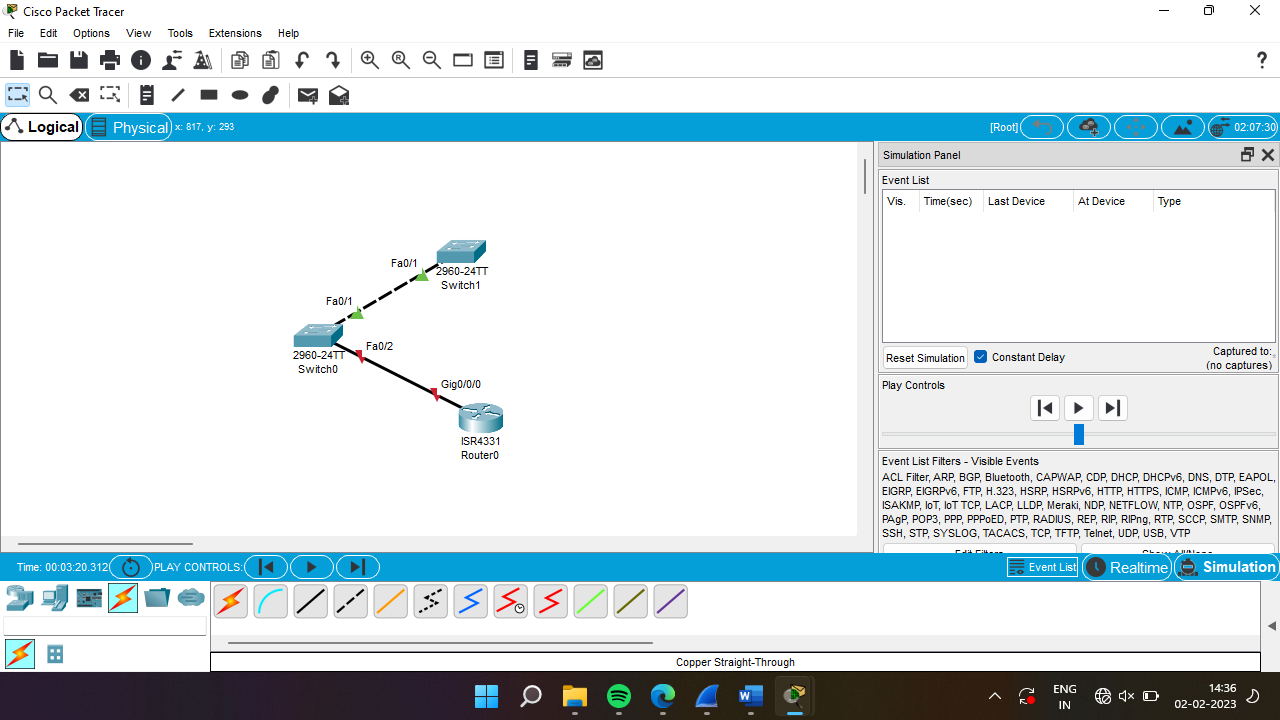 Cisco Packet Tracer
File Edit Options View Tools Extensions Help
?
Logical Physical x: 817, y: 293 [Root] 02:07:30
Simulation Panel
Event List
Vis. Time(sec) Last Device At Device Type
Fa0/1
2960-24TT
Switch1
Fa0/1
2960-24TT
Switch0
Fa0/2
Gig0/0/0
ISR4331
Router0
Reset Simulation Constant Delay Captured to:
(no captures)
Play Controls
Event List Filters - Visible Events
ACL Filter, ARP, BGP, Bluetooth, CAPWAP, CDP, DHCP, DHCPv6, DNS, DTP, EAPOL,
EIGRP, EIGRPv6, FTP, H.323, HSRP, HSRPv6, HTTP, HTTPS, ICMP, ICMPv6, IPSec,
ISAKMP, IoT, IoT TCP, LACP, LLDP, Meraki, NDP, NETFLOW, NTP, OSPF, OSPFv6,
PAgP, POP3, PPP, PPPoED, PTP, RADIUS, REP, RIP, RIPng, RTP, SCCP, SMTP, SNMP,
SSH, STP, SYSLOG, TACACS, TCP, TFTP, Telnet, UDP, USB, VTP
Edit Filters Show All/None
Time: 00:03:20.312 PLAY CONTROLS: Event List Realtime Simulation
Copper Straight-Through
ENG
IN
14:36
02-02-2023